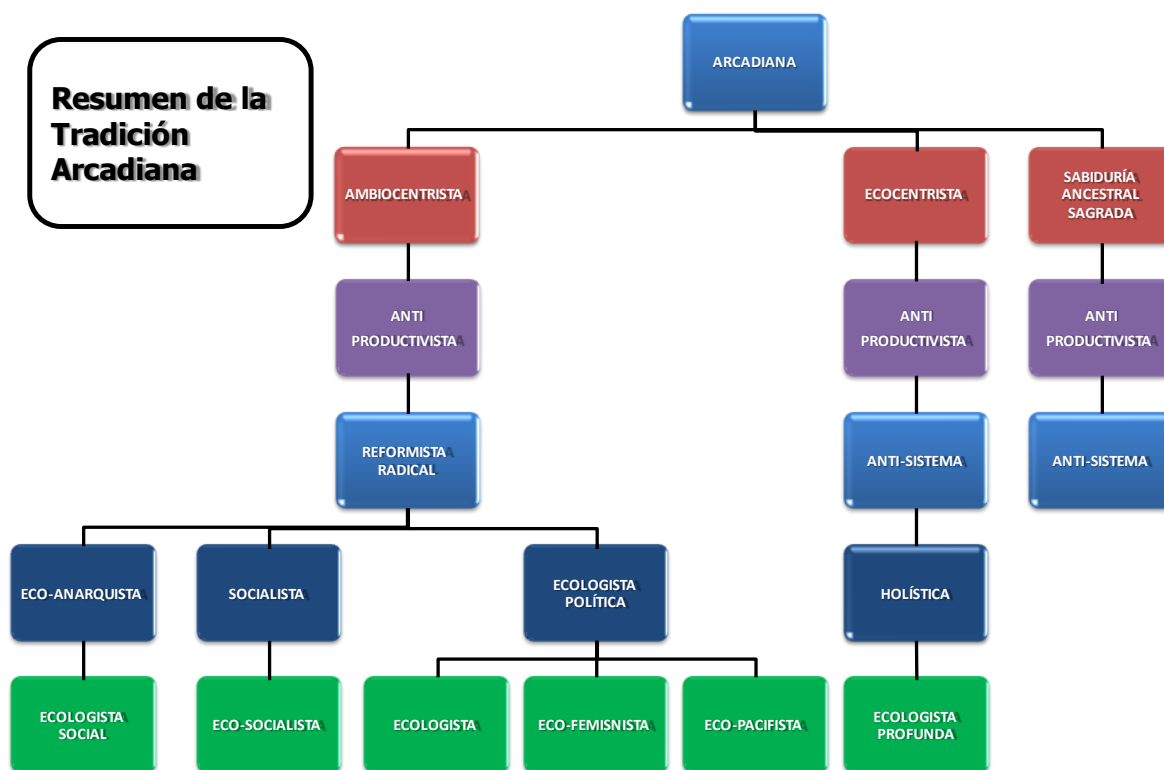 Resumen de la
Tradición
Arcadiana
ARCADIANA
AMBIOCENTRISTA
ECOCENTRISTA
SABIDURÍA
ANCESTRAL
SAGRADA
ANTI
PRODUCTIVISTA
ANTI
PRODUCTIVISTA
ANTI
PRODUCTIVISTA
REFORMISTA
RADICAL
ANTI-SISTEMA
ANTI-SISTEMA
ECO-ANARQUISTA
SOCIALISTA
ECOLOGISTA
POLÍTICA
HOLÍSTICA
ECOLOGISTA
SOCIAL
ECO-SOCIALISTA
ECOLOGISTA
ECO-FEMISNISTA
ECO-PACIFISTA
ECOLOGISTA
PROFUNDA